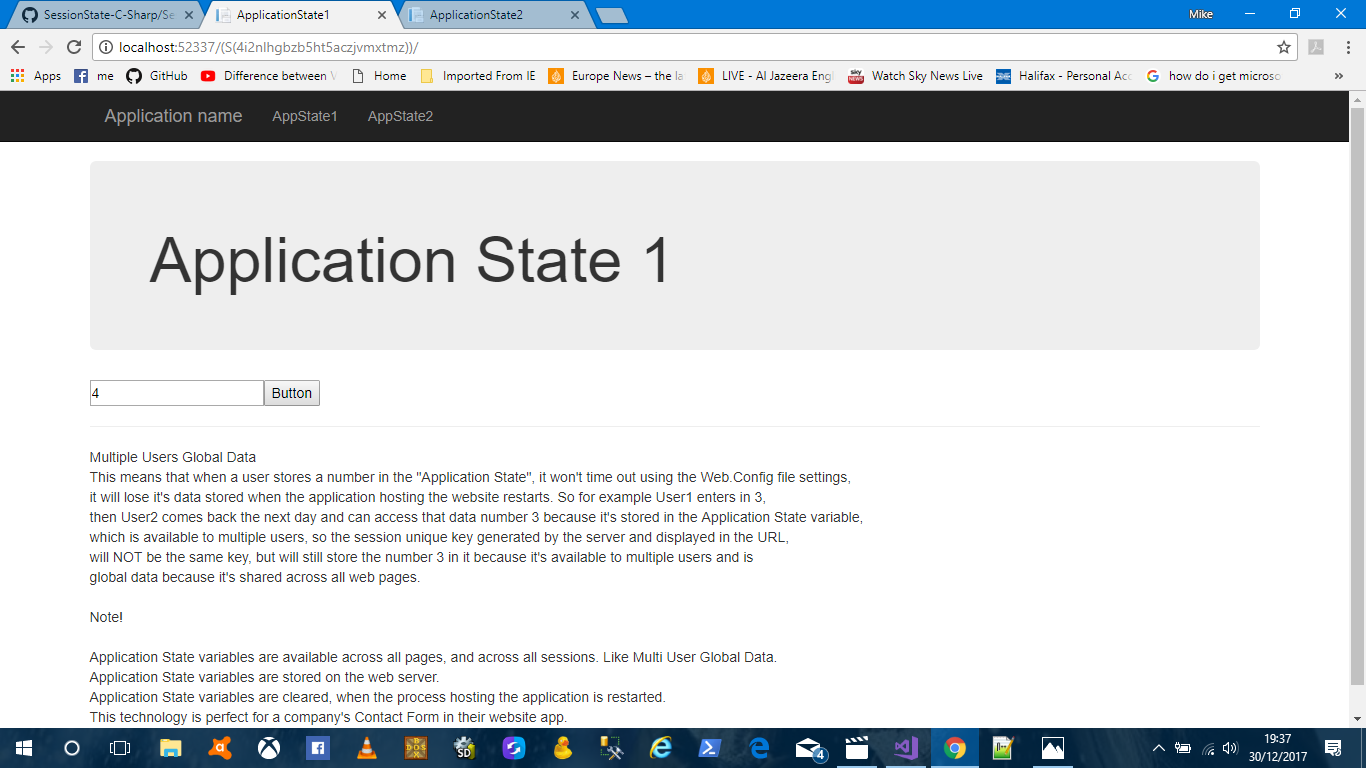 SessionState-C-Sharp/Se
ApplicationState1
ApplicationState2
Mike
localhost:52337/(S(4i2nlhgbzb5ht5aczjvmxtmz))/
Apps
me
GitHub
Difference between V
Home
Imported From IE
Europe News – the la
LIVE - Al Jazeera Engl
Watch Sky News Live
Halifax - Personal Acc
how do i get microso
Application name
AppState1
AppState2
Application State 1
4
Button
Multiple Users Global Data
This means that when a user stores a number in the "Application State", it won't time out using the Web.Config file settings,
it will lose it's data stored when the application hosting the website restarts. So for example User1 enters in 3,
then User2 comes back the next day and can access that data number 3 because it's stored in the Application State variable,
which is available to multiple users, so the session unique key generated by the server and displayed in the URL,
will NOT be the same key, but will still store the number 3 in it because it's available to multiple users and is
global data because it's shared across all web pages.
Note!
Application State variables are available across all pages, and across all sessions. Like Multi User Global Data.
Application State variables are stored on the web server.
Application State variables are cleared, when the process hosting the application is restarted.
This technology is perfect for a company's Contact Form in their website app.
4
19:37
30/12/2017